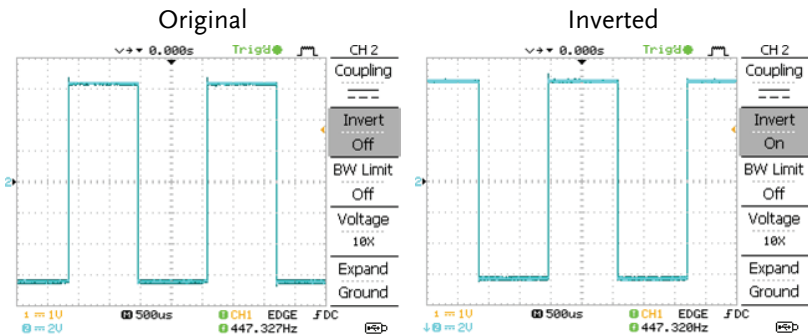 Original
0.000s Trig'd CH 2
Coupling
Invert
Off
BW Limit
Off
Voltage
10X
Expand
Ground
2
1 1V M 500us CH1 EDGE DC
2 2V 447.327Hz
Inverted
0.000s Trig'd CH 2
Coupling
Invert
On
BW Limit
Off
Voltage
10X
Expand
Ground
2
1 1V M 500us CH1 EDGE DC
2 2V 447.320Hz